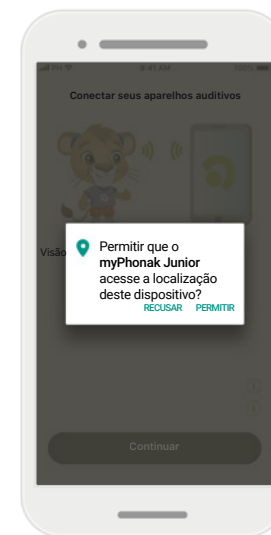 9:41 AM
100%
Conectar seus aparelhos auditivos
Visão
Permitir que o
myPhonak Junior
acesse a localização
deste dispositivo?
RECUSAR PERMITIR
Continuar